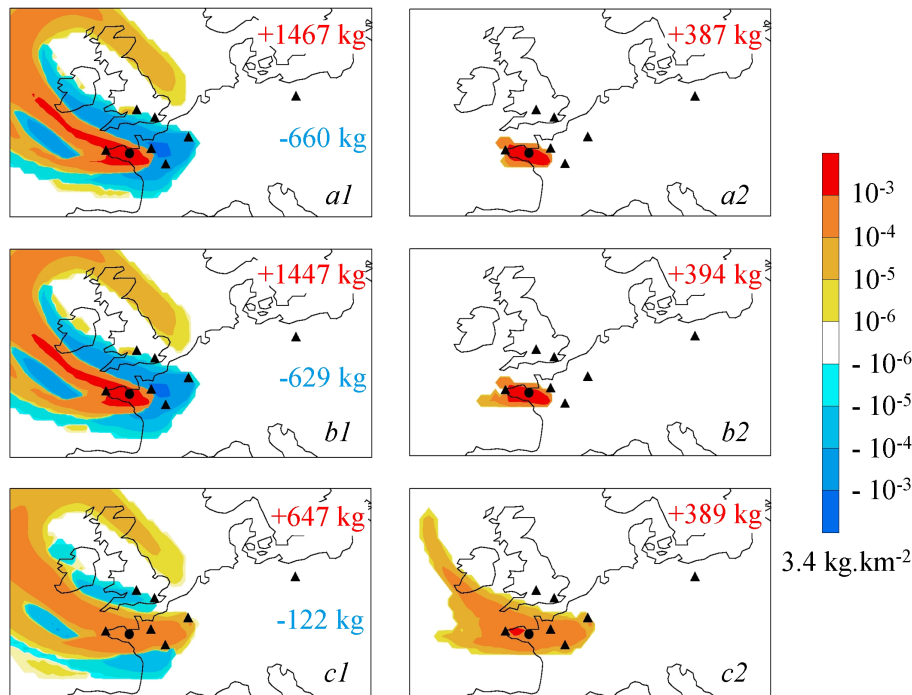 +1467 kg
-660 kg
a1
+387 kg
a2
+1447 kg
-629 kg
b1
+394 kg
b2
+647 kg
-122 kg
c1
+389 kg
c2
10⁻³
10⁻⁴
10⁻⁵
10⁻⁶
- 10⁻⁶
- 10⁻⁵
- 10⁻⁴
- 10⁻³
3.4 kg.km⁻²